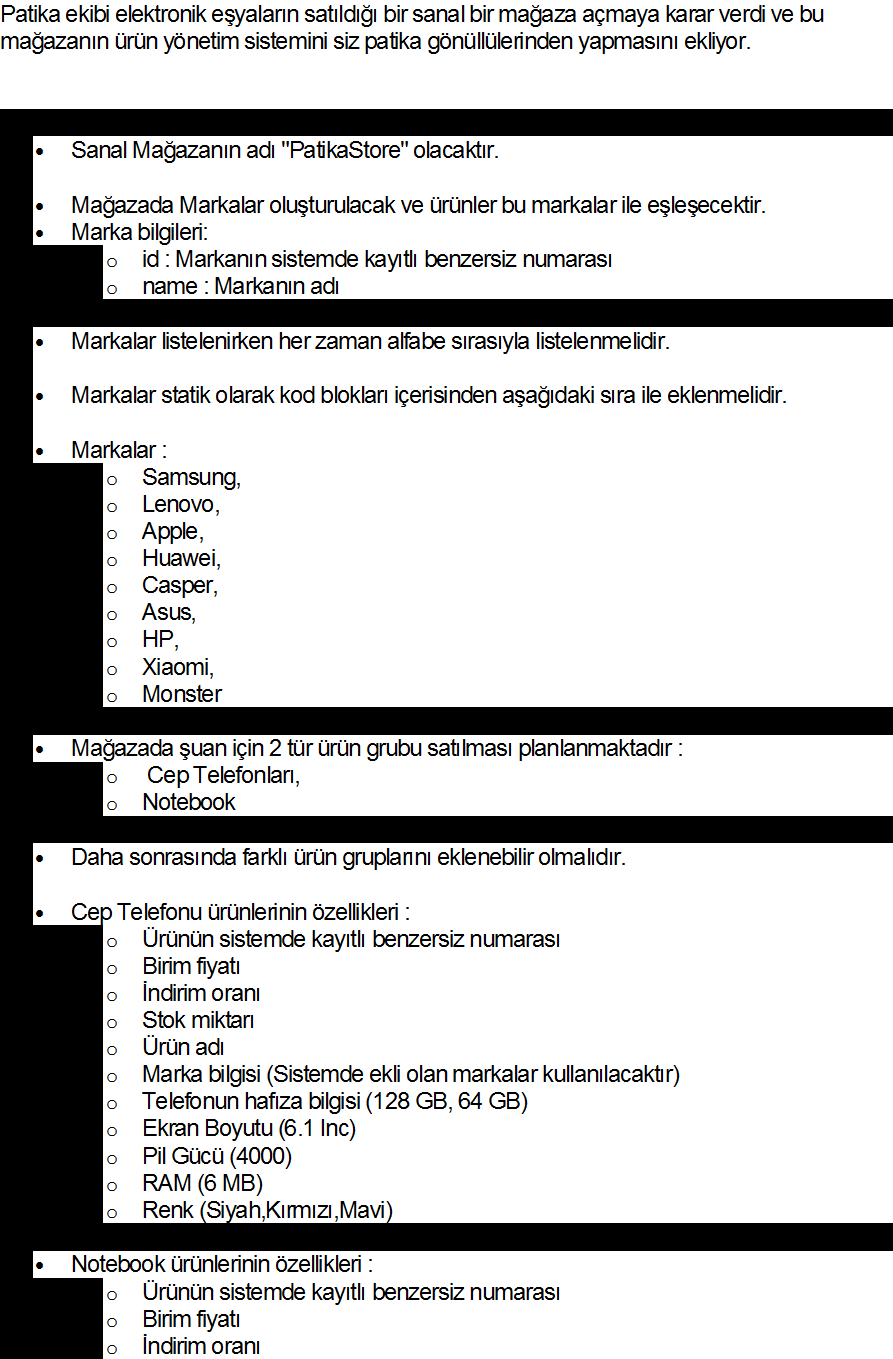 Patika ekibi elektronik eşyaların satıldığı bir sanal bir mağaza açmaya karar verdi ve bu
mağazanın ürün yönetim sistemini siz patika gönüllülerinden yapmasını ekliyor.
• Sanal Mağazanın adı "PatikaStore" olacaktır.
• Mağazada Markalar oluşturulacak ve ürünler bu markalar ile eşleşecektir.
• Marka bilgileri:
o id : Markanın sistemde kayıtlı benzersiz numarası
o name : Markanın adı
• Markalar listelenirken her zaman alfabe sırasıyla listelenmelidir.
• Markalar statik olarak kod blokları içerisinden aşağıdaki sıra ile eklenmelidir.
• Markalar :
o Samsung,
o Lenovo,
o Apple,
o Huawei,
o Casper,
o Asus,
o HP,
o Xiaomi,
o Monster
• Mağazada şuan için 2 tür ürün grubu satılması planlanmaktadır :
o Cep Telefonları,
o Notebook
• Daha sonrasında farklı ürün gruplarını eklenebilir olmalıdır.
• Cep Telefonu ürünlerinin özellikleri :
o Ürünün sistemde kayıtlı benzersiz numarası
o Birim fiyatı
o İndirim oranı
o Stok miktarı
o Ürün adı
o Marka bilgisi (Sistemde ekli olan markalar kullanılacaktır)
o Telefonun hafıza bilgisi (128 GB, 64 GB)
o Ekran Boyutu (6.1 Inc)
o Pil Gücü (4000)
o RAM (6 MB)
o Renk (Siyah,Kırmızı,Mavi)
• Notebook ürünlerinin özellikleri :
o Ürünün sistemde kayıtlı benzersiz numarası
o Birim fiyatı
o İndirim oranı